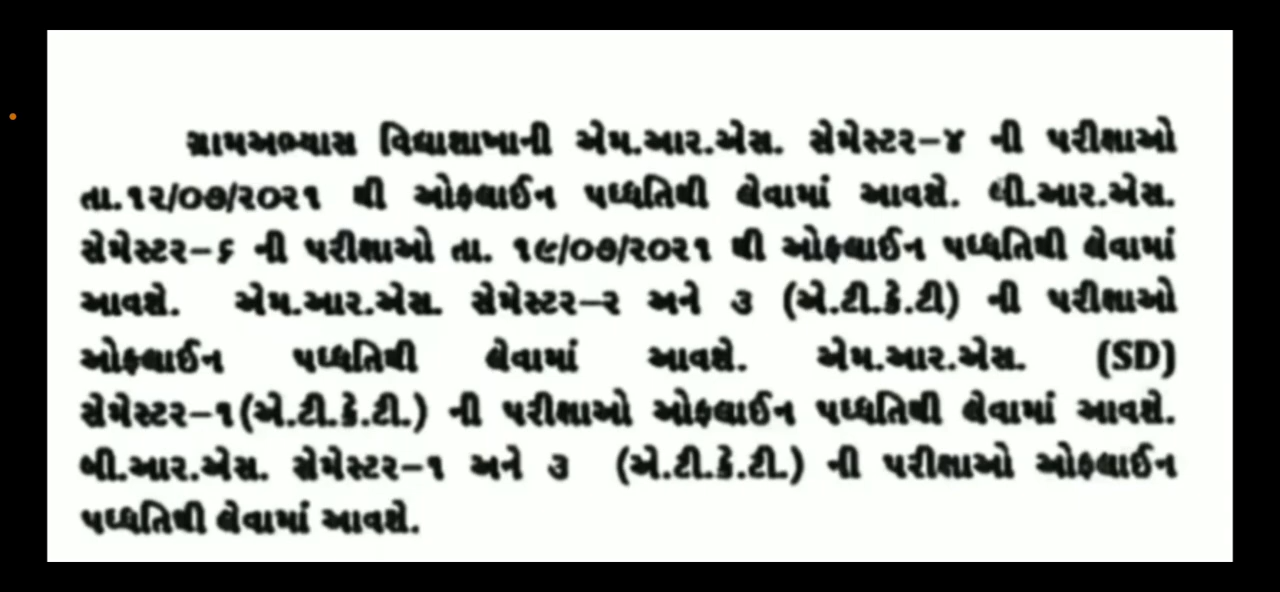 ગ્રામઅભ્યાસ વિદ્યાશાખાની એમ.આર.એસ. સેમેસ્ટર-૪ ની પરીક્ષાઓ
તા.૧૨/૦૭/૨૦૨૧ થી ઓફલાઈન પધ્ધતિથી લેવામાં આવશે. બી.આર.એસ.
સેમેસ્ટર-૬ ની પરીક્ષાઓ તા. ૧૯/૦૭/૨૦૨૧ થી ઓફલાઈન પધ્ધતિથી લેવામાં
આવશે. એમ.આર.એસ. સેમેસ્ટર-૨ અને ૩ (એ.ટી.કે.ટી) ની પરીક્ષાઓ
ઓફલાઈન પધ્ધતિથી લેવામાં આવશે. એમ.આર.એસ. (SD)
સેમેસ્ટર-૧(એ.ટી.કે.ટી.) ની પરીક્ષાઓ ઓફલાઈન પધ્ધતિથી લેવામાં આવશે.
બી.આર.એસ. સેમેસ્ટર-૧ અને ૩ (એ.ટી.કે.ટી.) ની પરીક્ષાઓ ઓફલાઈન
પધ્ધતિથી લેવામાં આવશે.